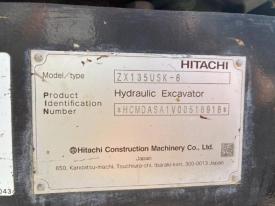 HITACHI
Model/type ZX135USK-6
Product Hydraulic Excavator
Identification
Number *HCMDASA1V00051891B*
Hitachi Construction Machinery Co., Ltd.
Japan
650, Kandatsu-machi, Tsuchiura-shi, Ibaraki-ken, 300-0013 Japan